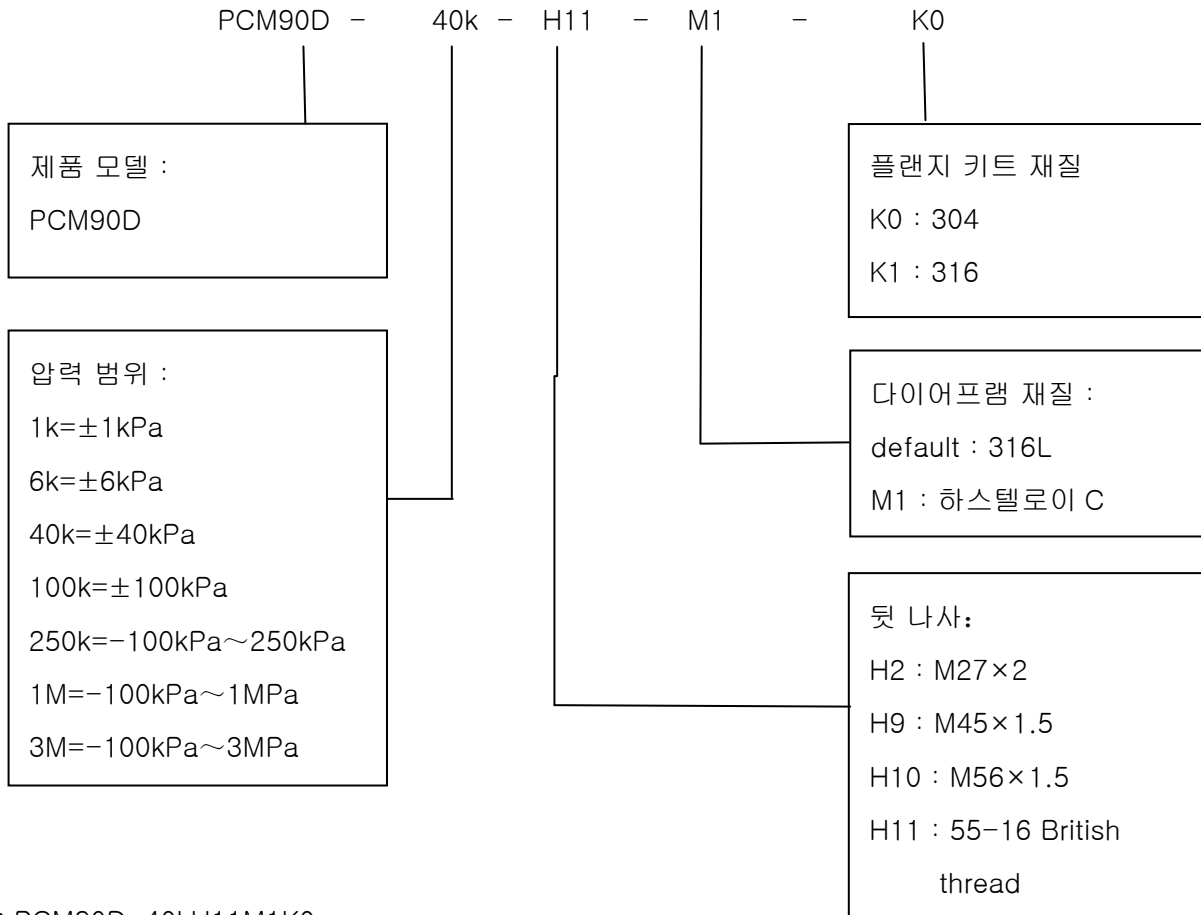 PCM90D - 40k - H11 - M1 - K0
제품 모델 :
PCM90D
압력 범위 :
1k=±1kPa
6k=±6kPa
40k=±40kPa
100k=±100kPa
250k=-100kPa~250kPa
1M=-100kPa~1MPa
3M=-100kPa~3MPa
플랜지 키트 재질
K0 : 304
K1 : 316
다이어프램 재질 :
default : 316L
M1 : 하스텔로이 C
뒷 나사:
H2 : M27×2
H9 : M45×1.5
H10 : M56×1.5
H11 : 55-16 British
thread